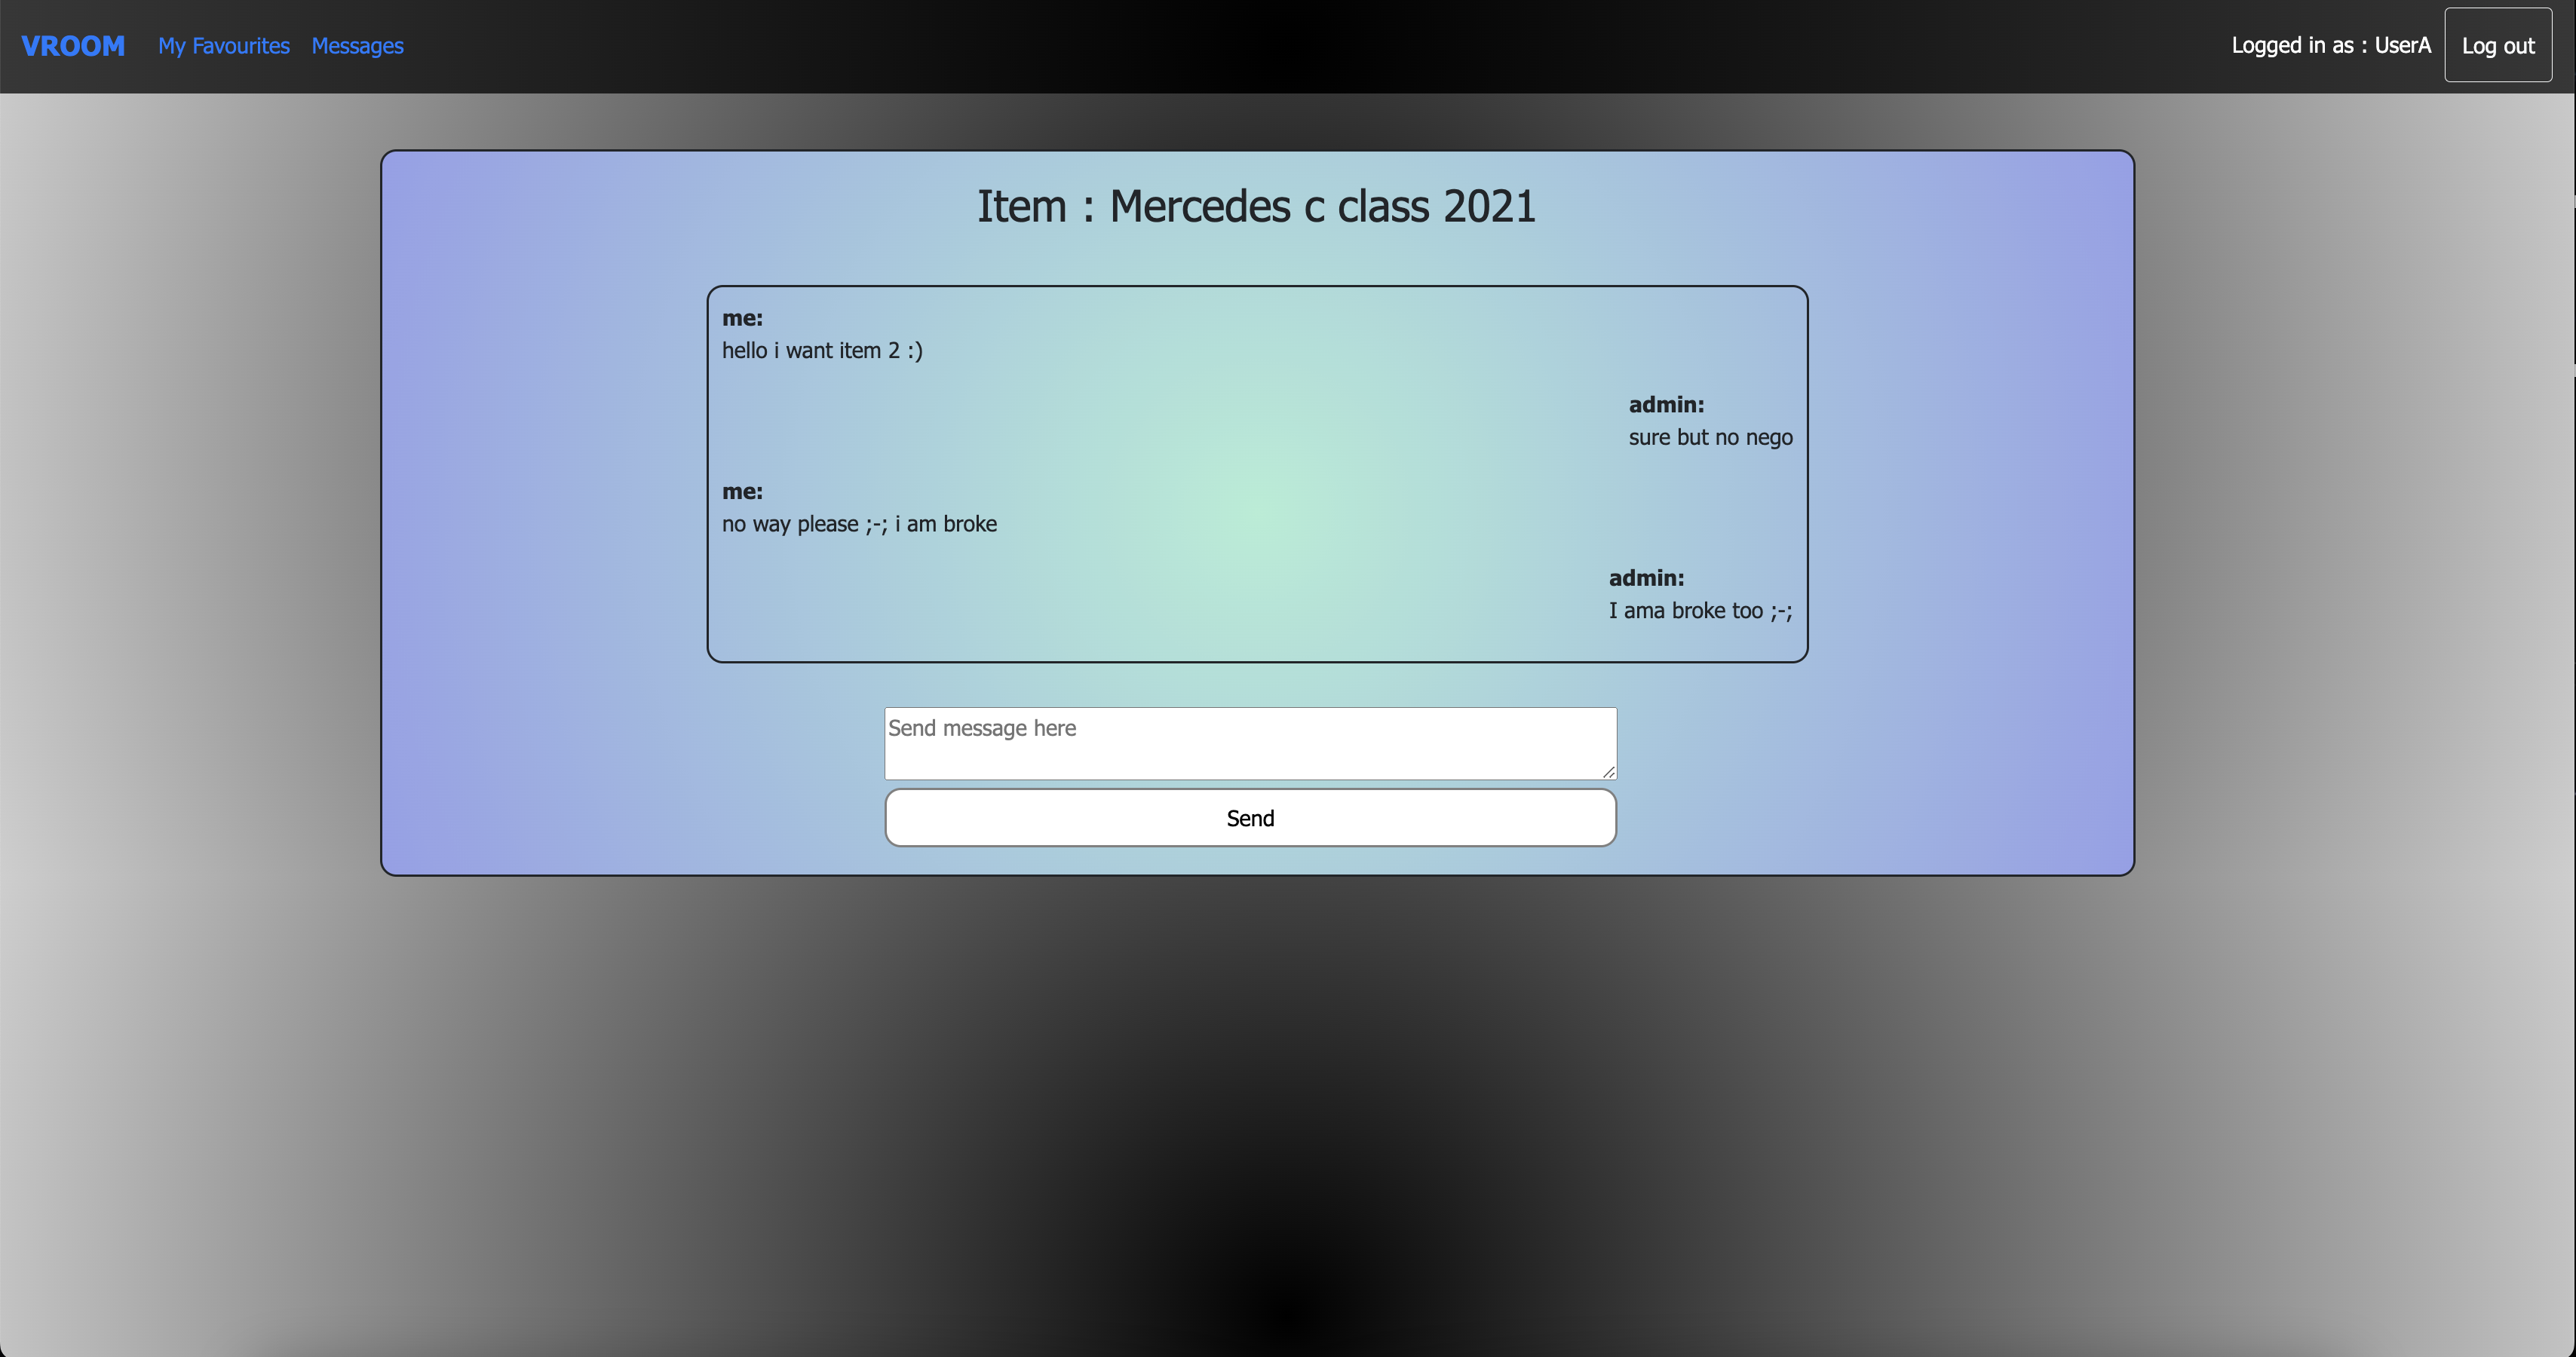 VROOM My Favourites Messages Logged in as : UserA Log out
Item : Mercedes c class 2021
me:
hello i want item 2 :)
admin:
sure but no nego
me:
no way please ;-; i am broke
admin:
I ama broke too ;-;
Send message here
Send